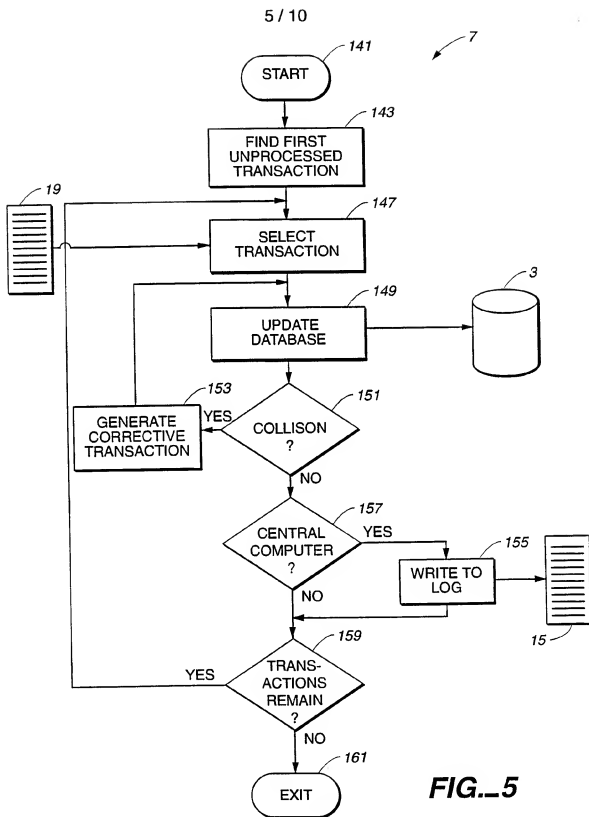 5 / 10
7
141
START
143
FIND FIRST
UNPROCESSED
TRANSACTION
19
147
SELECT
TRANSACTION
3
149
UPDATE
DATABASE
153
GENERATE
CORRECTIVE
TRANSACTION
YES
151
COLLISON
?
NO
157
CENTRAL
COMPUTER
?
YES
155
WRITE TO
LOG
15
NO
159
TRANS-
ACTIONS
REMAIN
?
YES
NO
161
EXIT
FIG._5